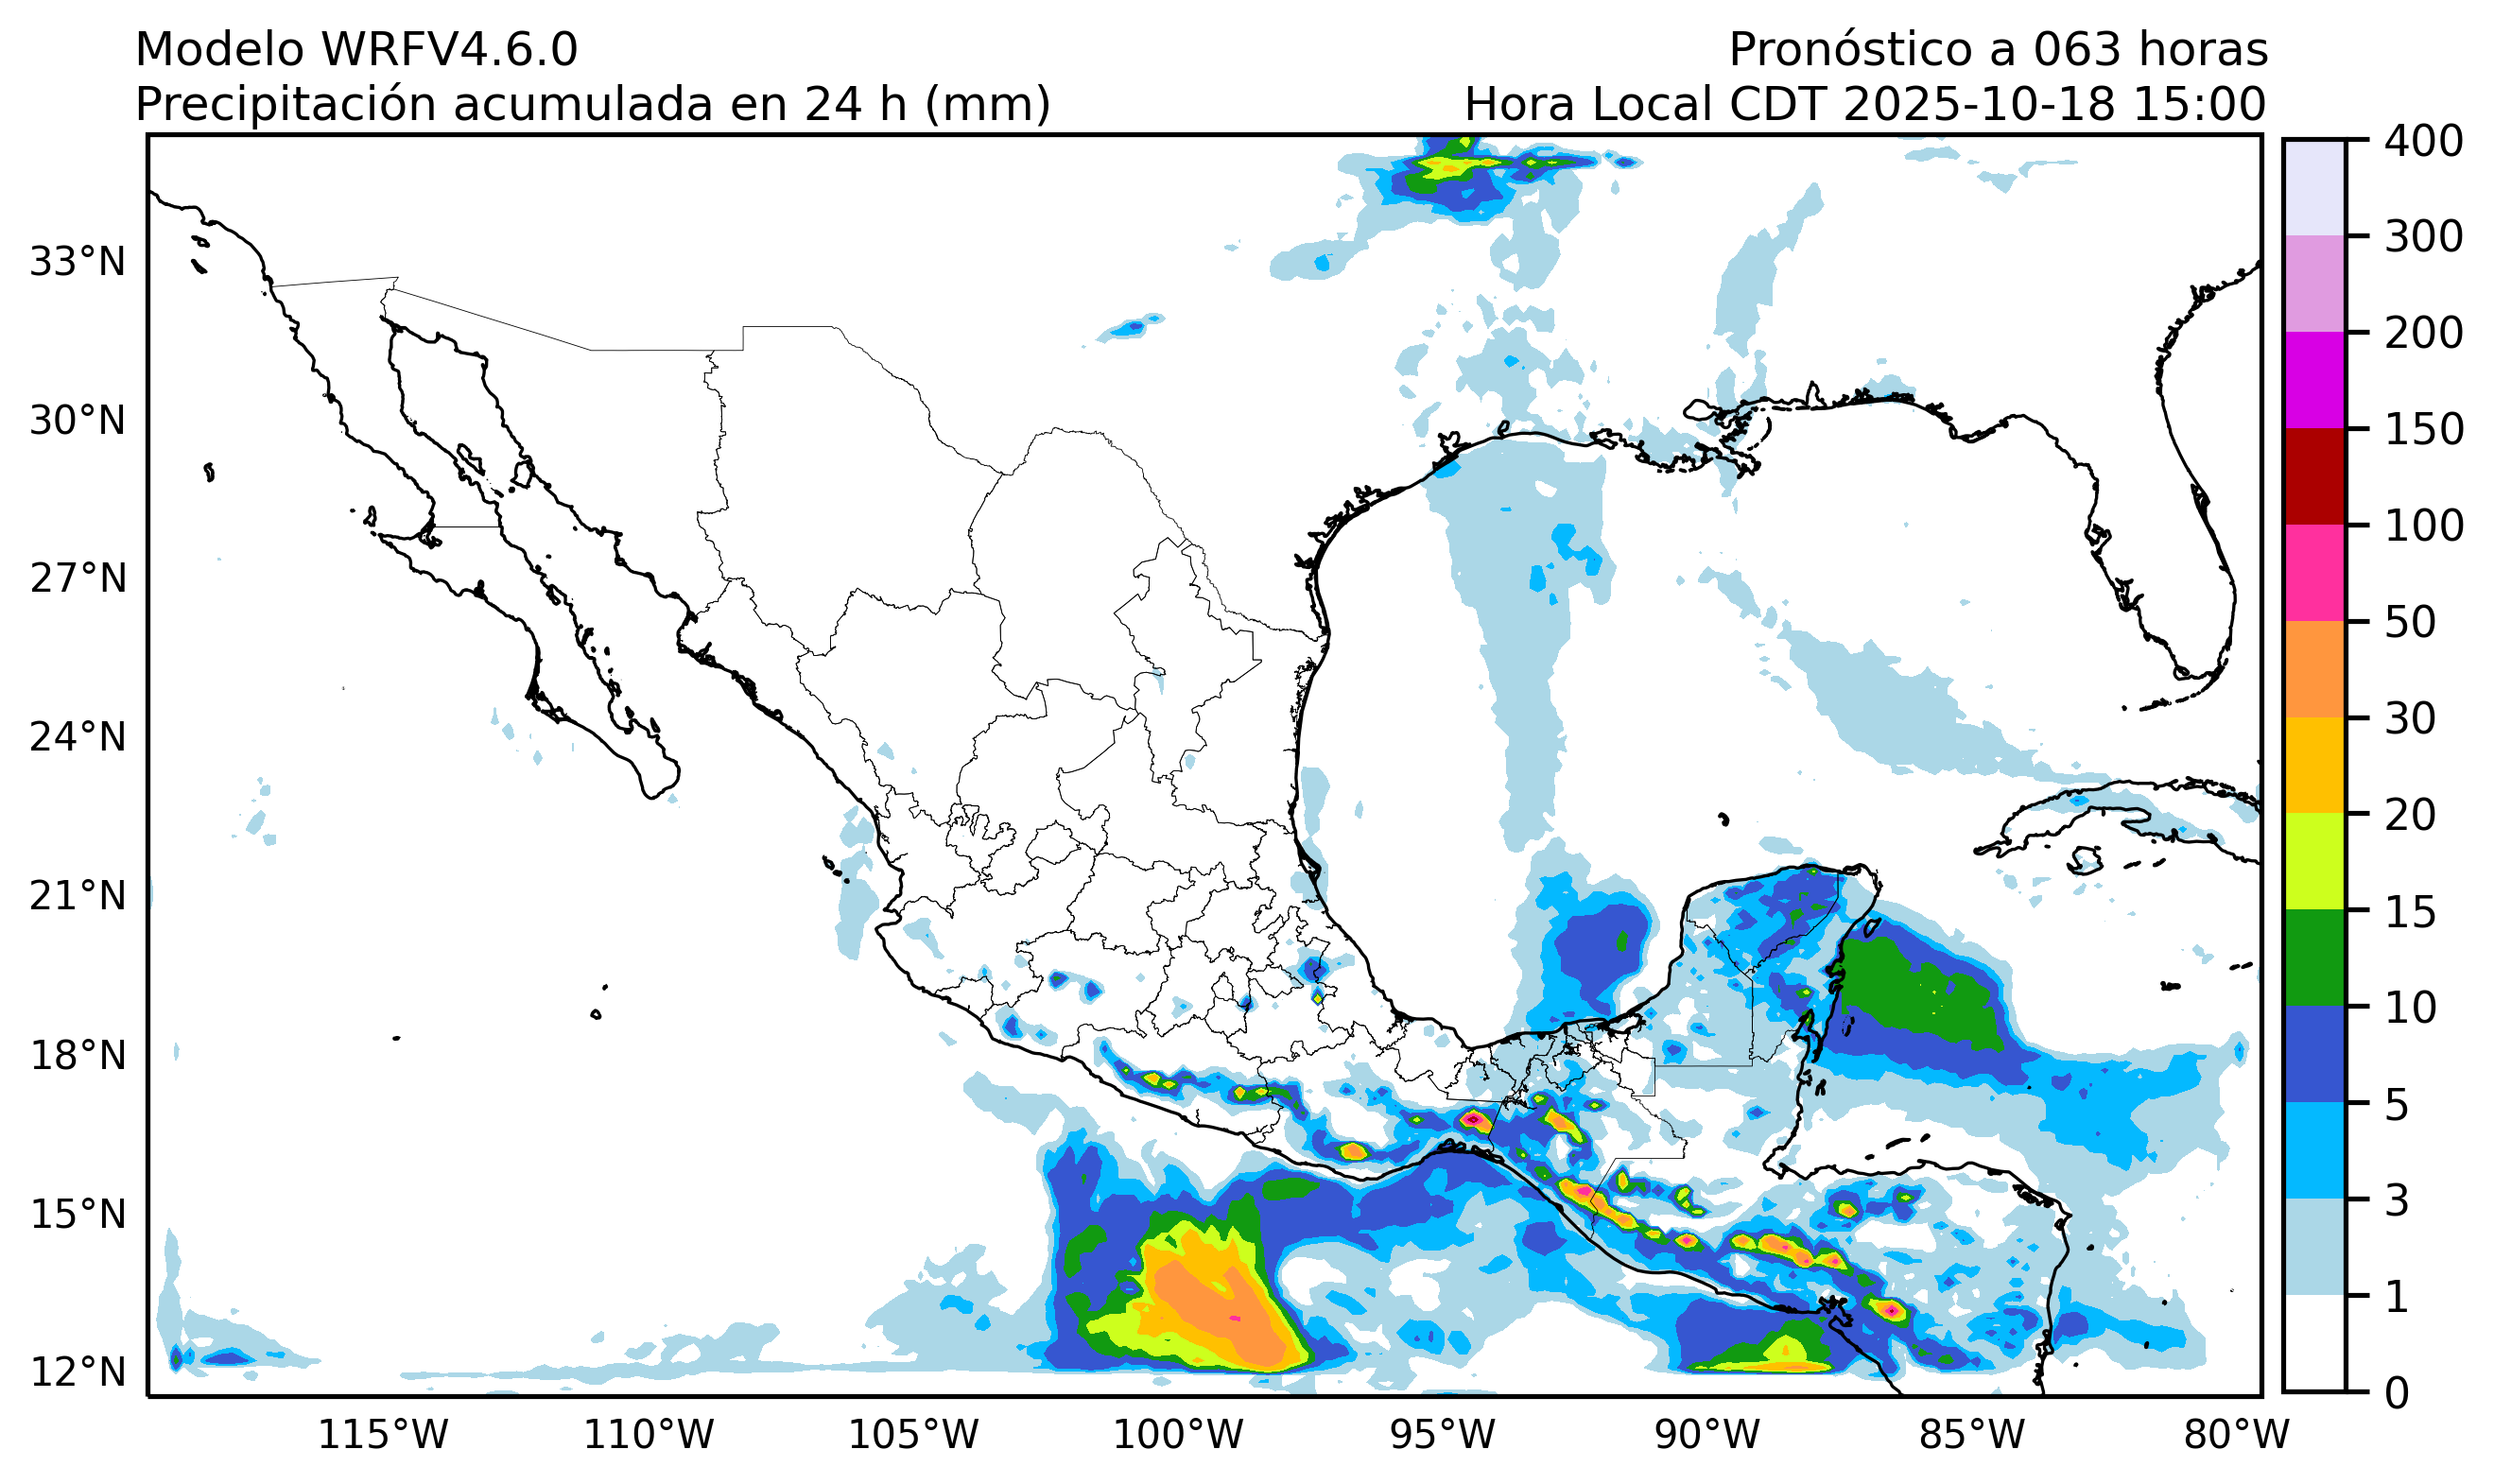 Modelo WRFV4.6.0
Pronóstico a 063 horas
Precipitación acumulada en 24 h (mm)
Hora Local CDT 2025-10-18 15:00
33°N
30°N
27°N
24°N
21°N
18°N
15°N
12°N
115°W
110°W
105°W
100°W
95°W
90°W
85°W
80°W
400
300
200
150
100
50
30
20
15
10
5
3
1
0